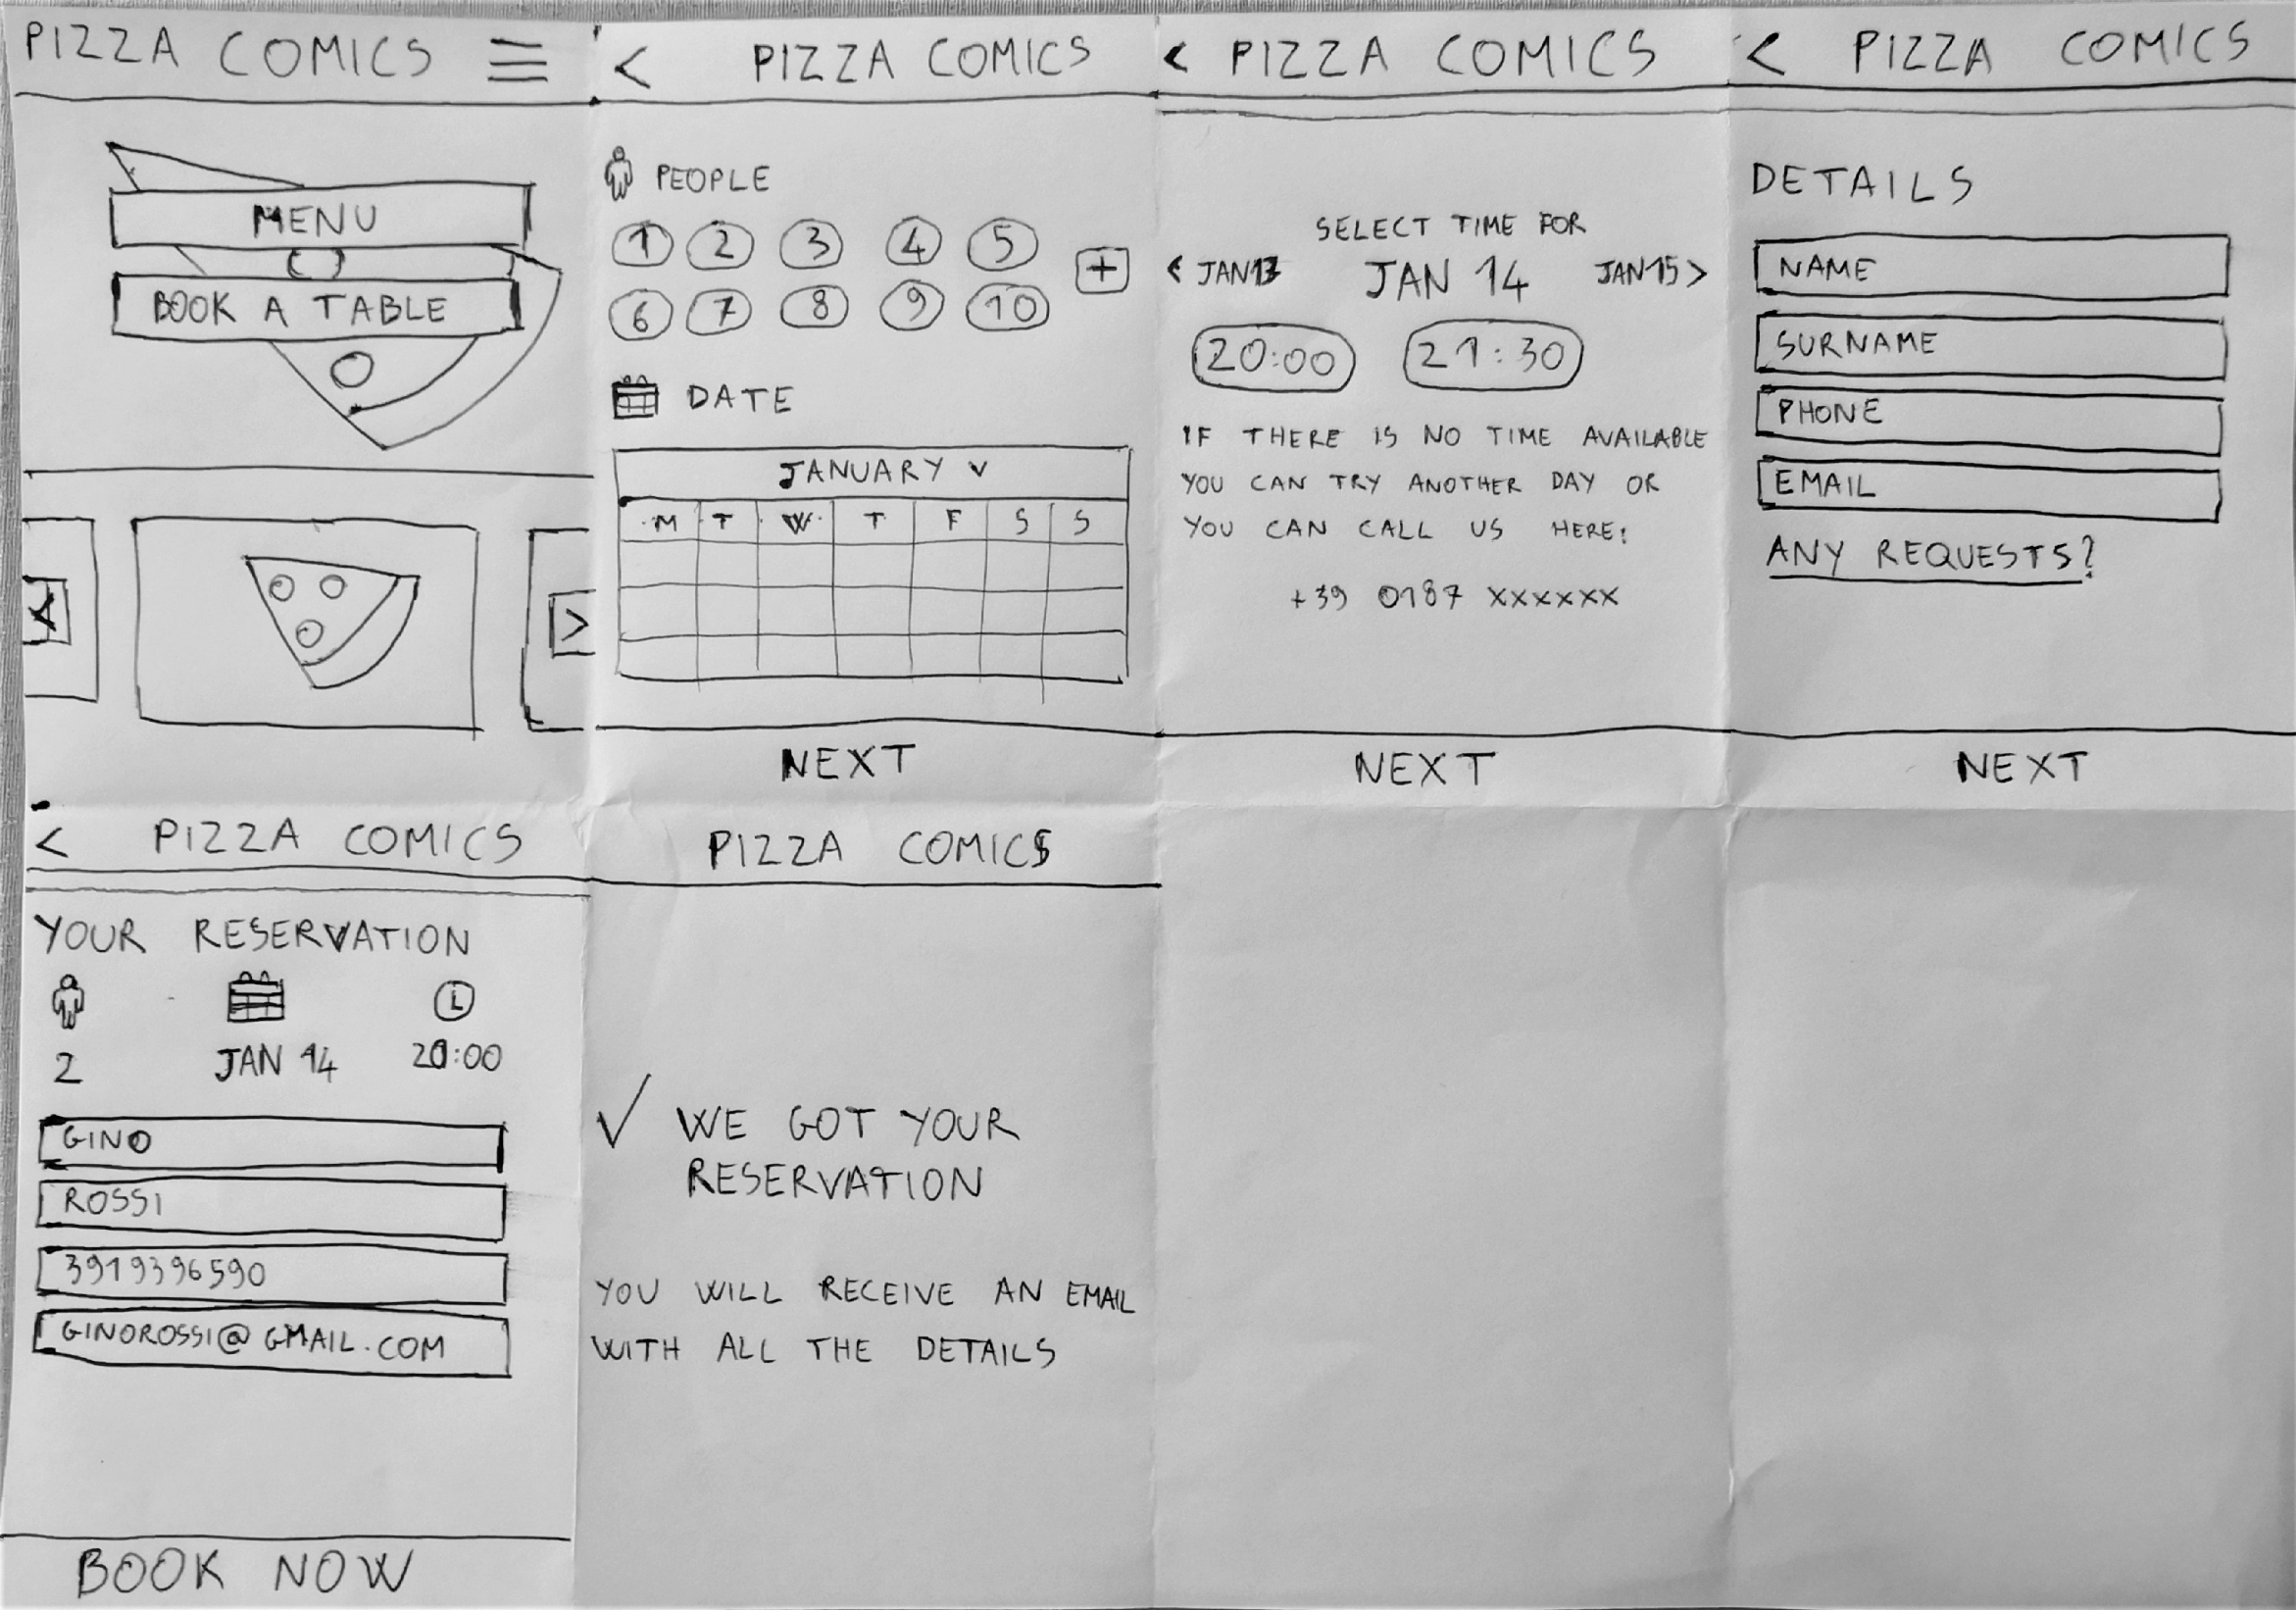 PIZZA COMICS
MENU
BOOK A TABLE
<
>
< PIZZA COMICS
PEOPLE
1 2 3 4 5
+
6 7 8 9 10
DATE
JANUARY v
M T W T F S S
NEXT
< PIZZA COMICS
SELECT TIME FOR
< JAN 13 JAN 14 JAN 15 >
20:00 21:30
IF THERE IS NO TIME AVAILABLE
YOU CAN TRY ANOTHER DAY OR
YOU CAN CALL US HERE:
+39 0187 XXXXXX
NEXT
< PIZZA COMICS
DETAILS
NAME
SURNAME
PHONE
EMAIL
ANY REQUESTS?
NEXT
< PIZZA COMICS
YOUR RESERVATION
2 JAN 14 20:00
GINO
ROSSI
3919396590
GINOROSSI@GMAIL.COM
BOOK NOW
PIZZA COMICS
✓ WE GOT YOUR
RESERVATION
YOU WILL RECEIVE AN EMAIL
WITH ALL THE DETAILS